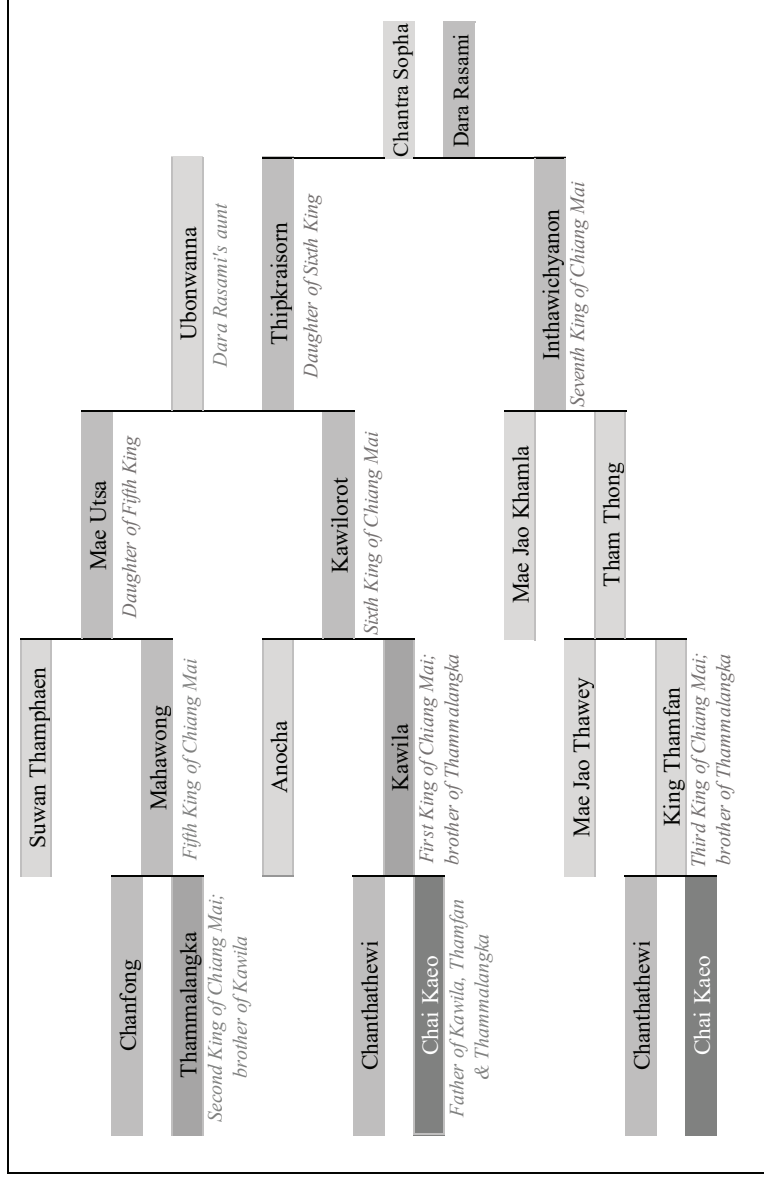 Chanfong
Thammalangka
Second King of Chiang Mai;
brother of Kawila
Chanthathewi
Chai Kaeo
Father of Kawila, Thamfan
& Thammalangka
Chanthathewi
Chai Kaeo
Suwan Thamphaen
Mahawong
Fifth King of Chiang Mai
Anocha
Kawila
First King of Chiang Mai;
brother of Thammalangka
Mae Jao Thawey
King Thamfan
Third King of Chiang Mai;
brother of Thammalangka
Mae Utsa
Daughter of Fifth King
Kawilorot
Sixth King of Chiang Mai
Mae Jao Khamla
Tham Thong
Ubonwanna
Dara Rasami's aunt
Thipkraisorn
Daughter of Sixth King
Inthawichyanon
Seventh King of Chiang Mai
Chantra Sopha
Dara Rasami